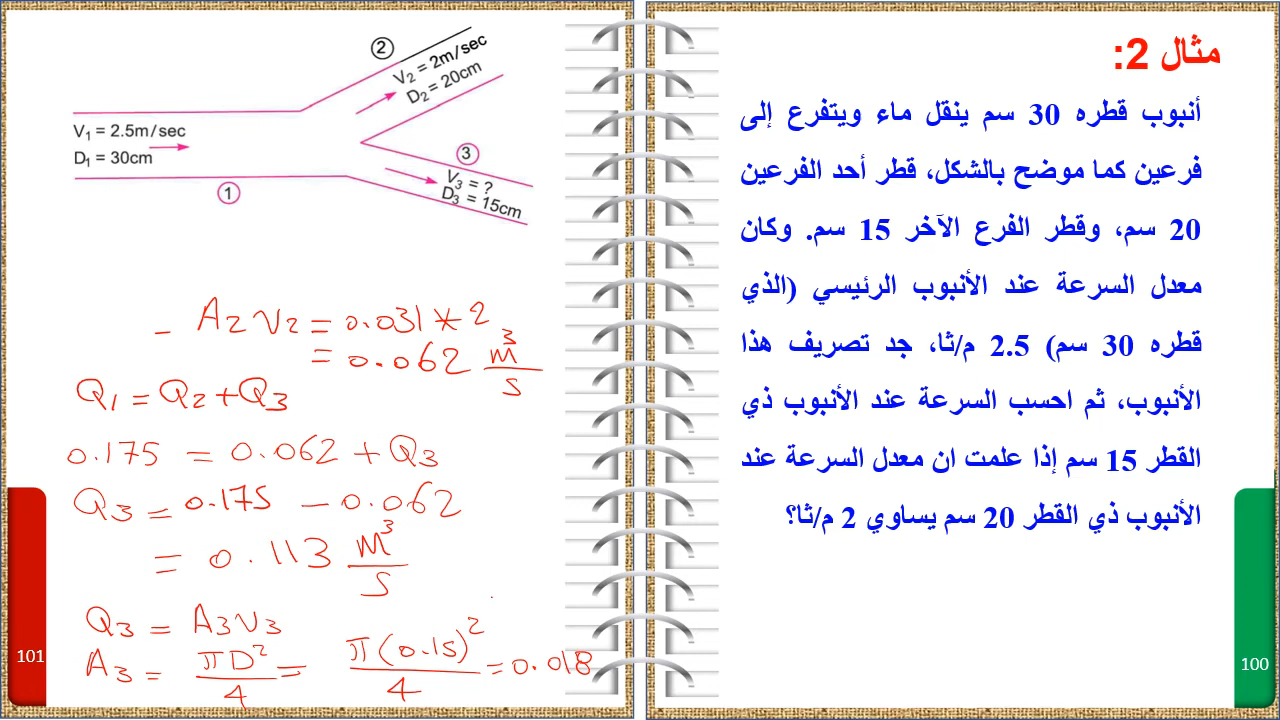 مثال 2:
أنبوب قطره 30 سم ينقل ماء ويتفرع إلى
فرعين كما موضح بالشكل، قطر أحد الفرعين
20 سم، وقطر الفرع الآخر 15 سم. وكان
معدل السرعة عند الأنبوب الرئيسي (الذي
قطره 30 سم) 2.5 م/ثا، جد تصريف هذا
الأنبوب، ثم احسب السرعة عند الأنبوب ذي
القطر 15 سم إذا علمت ان معدل السرعة عند
الأنبوب ذي القطر 20 سم يساوي 2 م/ثا؟
100
②
V₂ = 2m/sec
D₂ = 20cm
V₁ = 2.5m/sec
D₁ = 30cm
①
③
V₃ = ?
D₃ = 15cm
- A₂ V₂ = 0.031 * 2
= 0.062 m³/s
Q₁ = Q₂ + Q₃
0.175 = 0.062 + Q₃
Q₃ = 0.175 - 0.062
= 0.113 m³/s
Q₃ = A₃ V₃
A₃ = πD²/4 = π(0.15)²/4 = 0.018
101